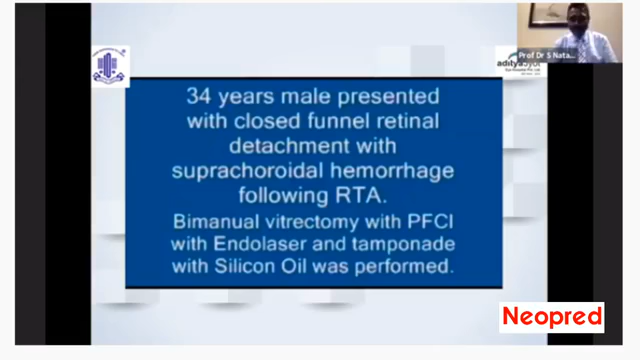 Prof Dr S Nata...
34 years male presented
with closed funnel retinal
detachment with
suprachoroidal hemorrhage
following RTA.
Bimanual vitrectomy with PFCl
with Endolaser and tamponade
with Silicon Oil was performed.
Neopred